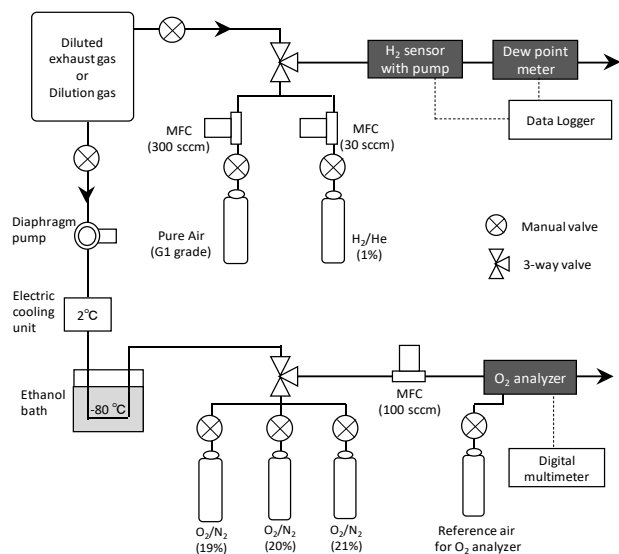 Diluted
exhaust gas
or
Dilution gas
H2 sensor
with pump
Dew point
meter
Data Logger
MFC
(300 sccm)
MFC
(30 sccm)
Pure Air
(G1 grade)
H2/He
(1%)
Manual valve
3-way valve
Diaphragm
pump
Electric
cooling
unit
2℃
Ethanol
bath
-80 ℃
MFC
(100 sccm)
O2 analyzer
Digital
multimeter
O2/N2
(19%)
O2/N2
(20%)
O2/N2
(21%)
Reference air
for O2 analyzer